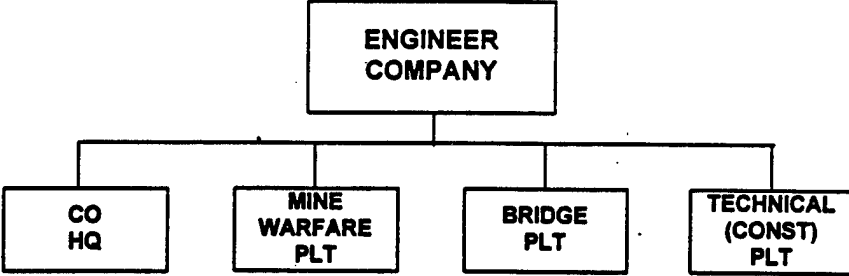 ENGINEER
COMPANY
CO
HQ
MINE
WARFARE
PLT
BRIDGE
PLT
TECHNICAL
(CONST)
PLT